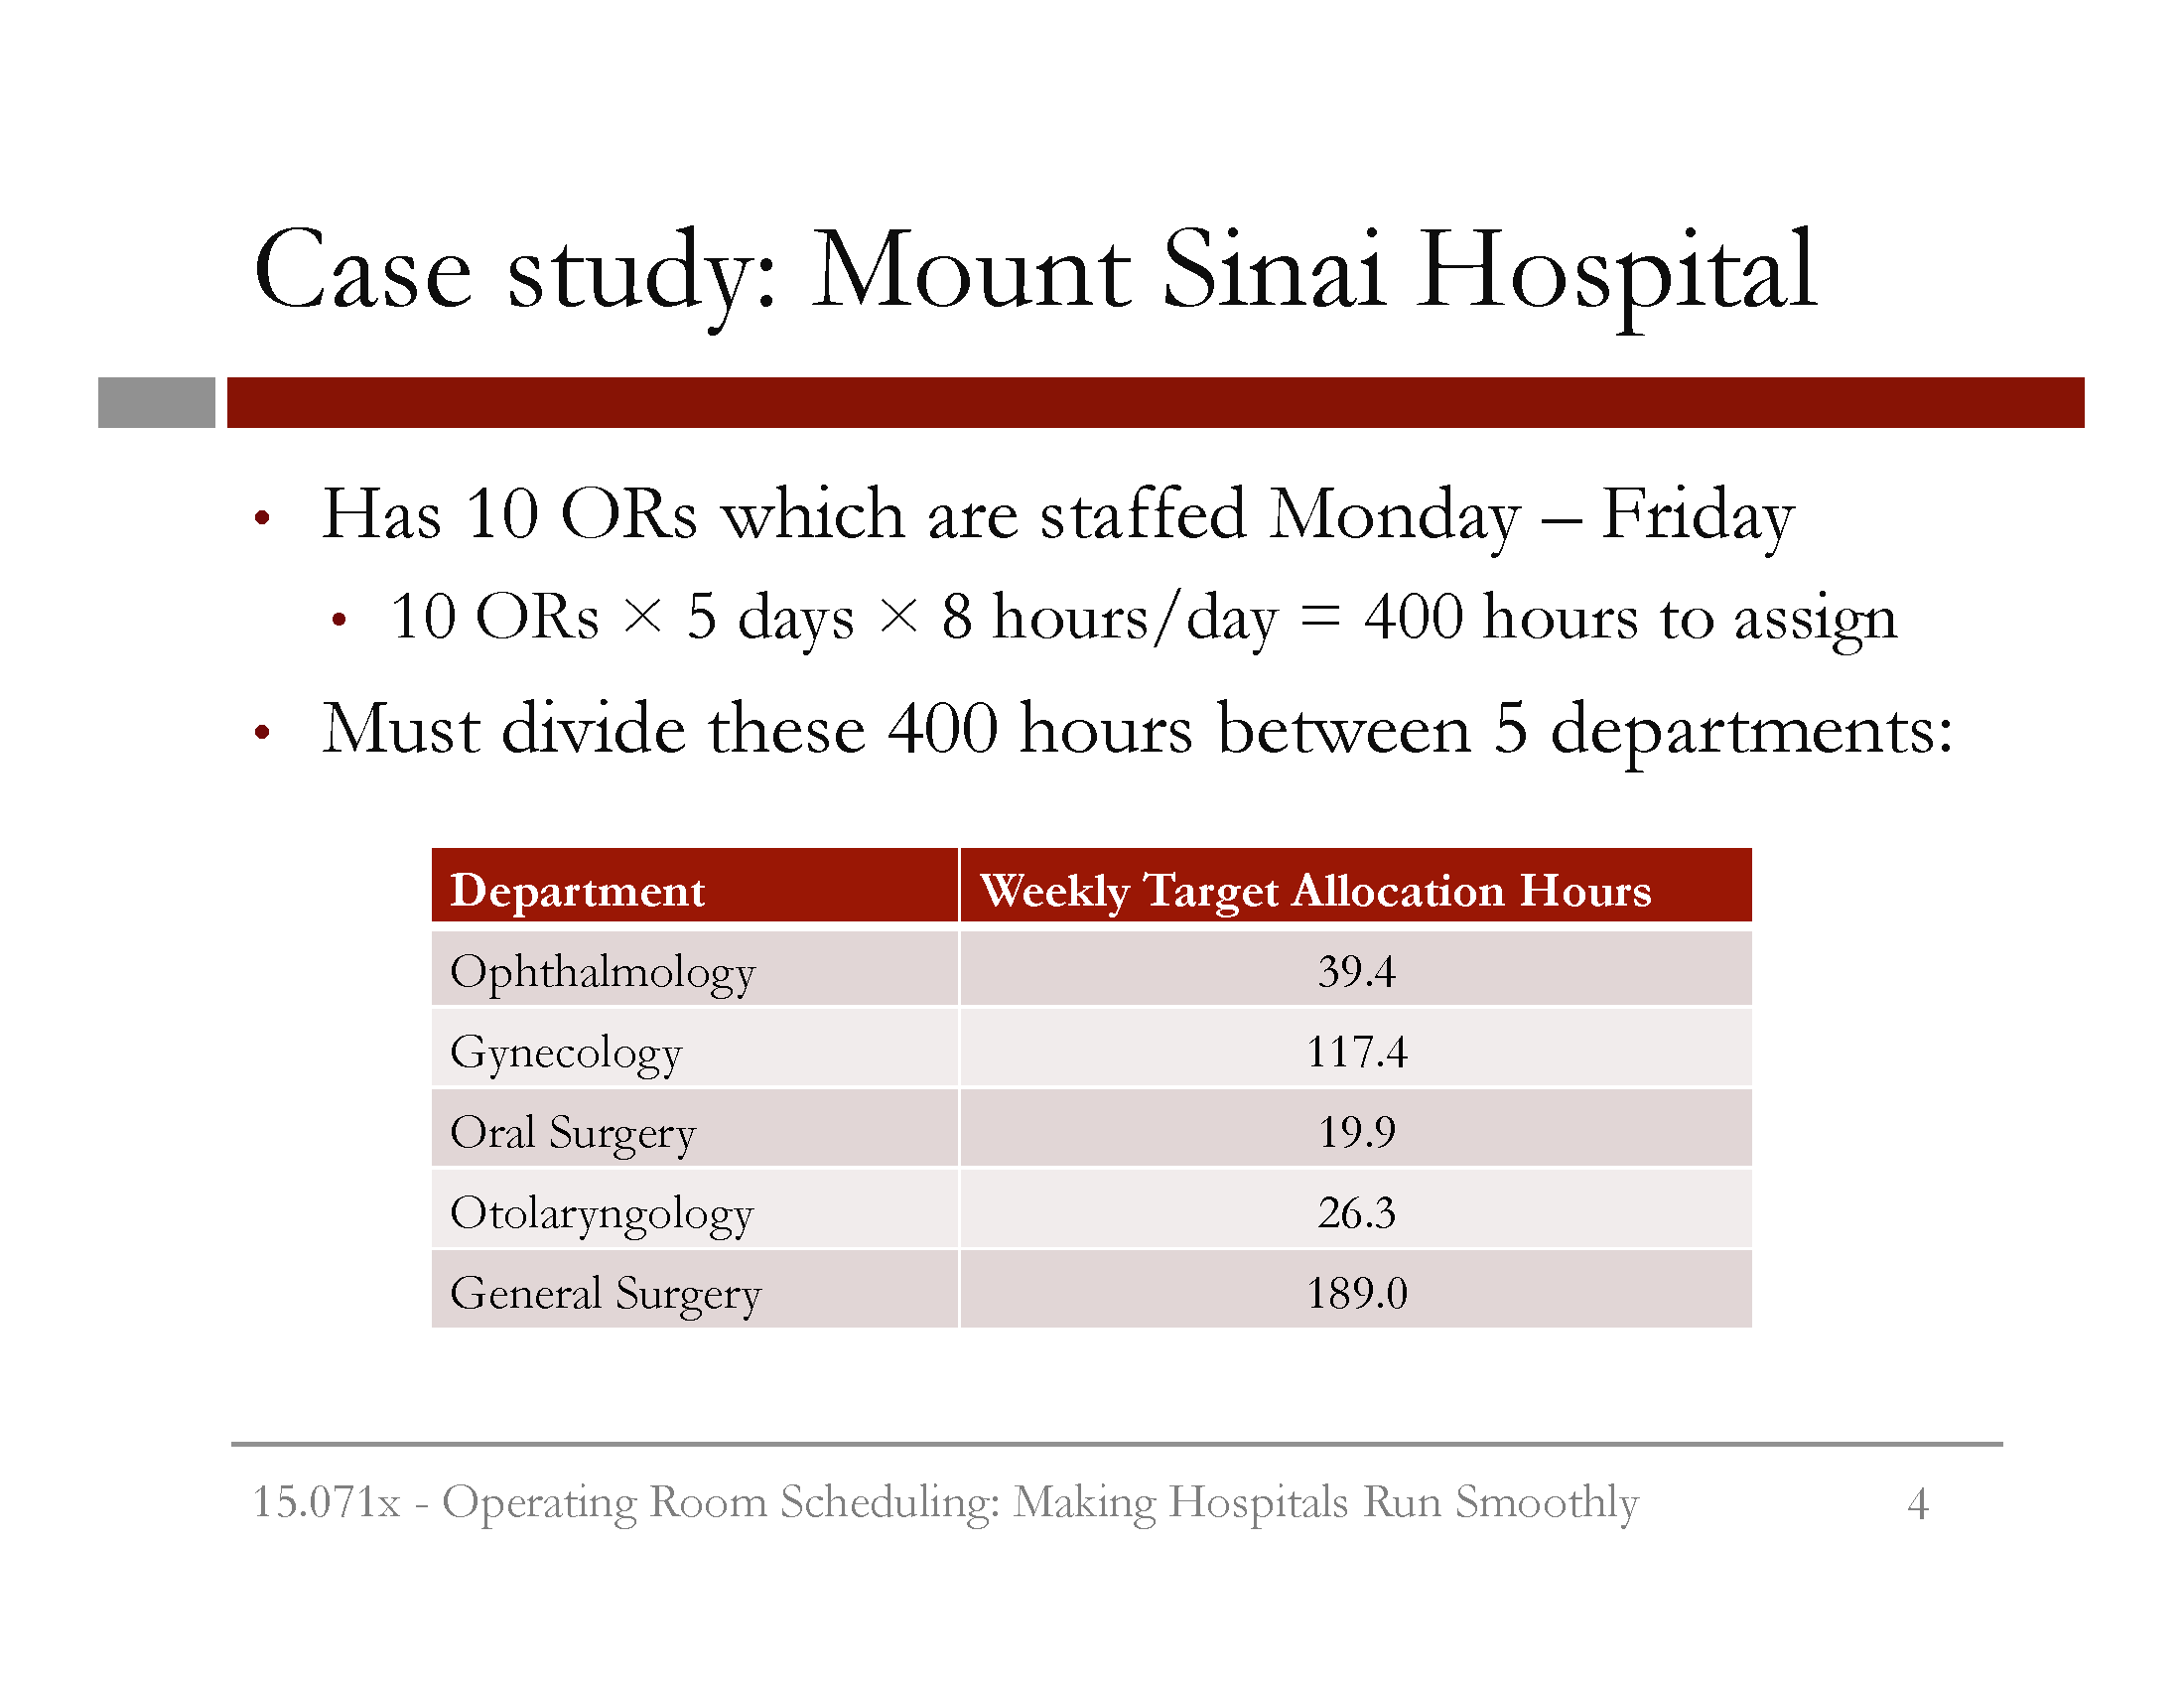 Case study: Mount Sinai Hospital
• Has 10 ORs which are staffed Monday – Friday
• 10 ORs × 5 days × 8 hours/day = 400 hours to assign
• Must divide these 400 hours between 5 departments:
Department Weekly Target Allocation Hours
Ophthalmology 39.4
Gynecology 117.4
Oral Surgery 19.9
Otolaryngology 26.3
General Surgery 189.0
15.071x - Operating Room Scheduling: Making Hospitals Run Smoothly 4